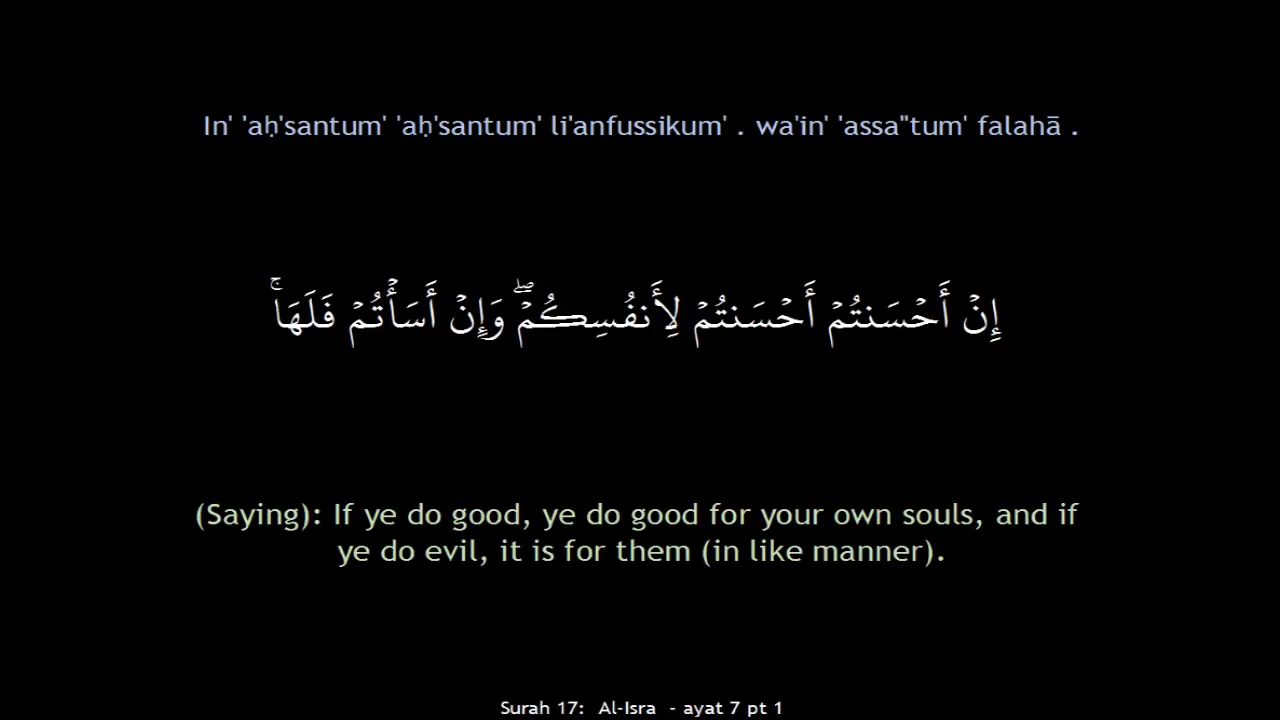 In' 'aḥ'santum' 'aḥ'santum' li'anfussikum' . wa'in' 'assa"tum' falahā .
إِنۡ أَحۡسَنتُمۡ أَحۡسَنتُمۡ لِأَنفُسِكُمۡۖ وَإِنۡ أَسَأۡتُمۡ فَلَهَاۚ
(Saying): If ye do good, ye do good for your own souls, and if
ye do evil, it is for them (in like manner).
Surah 17: Al-Isra - ayat 7 pt 1